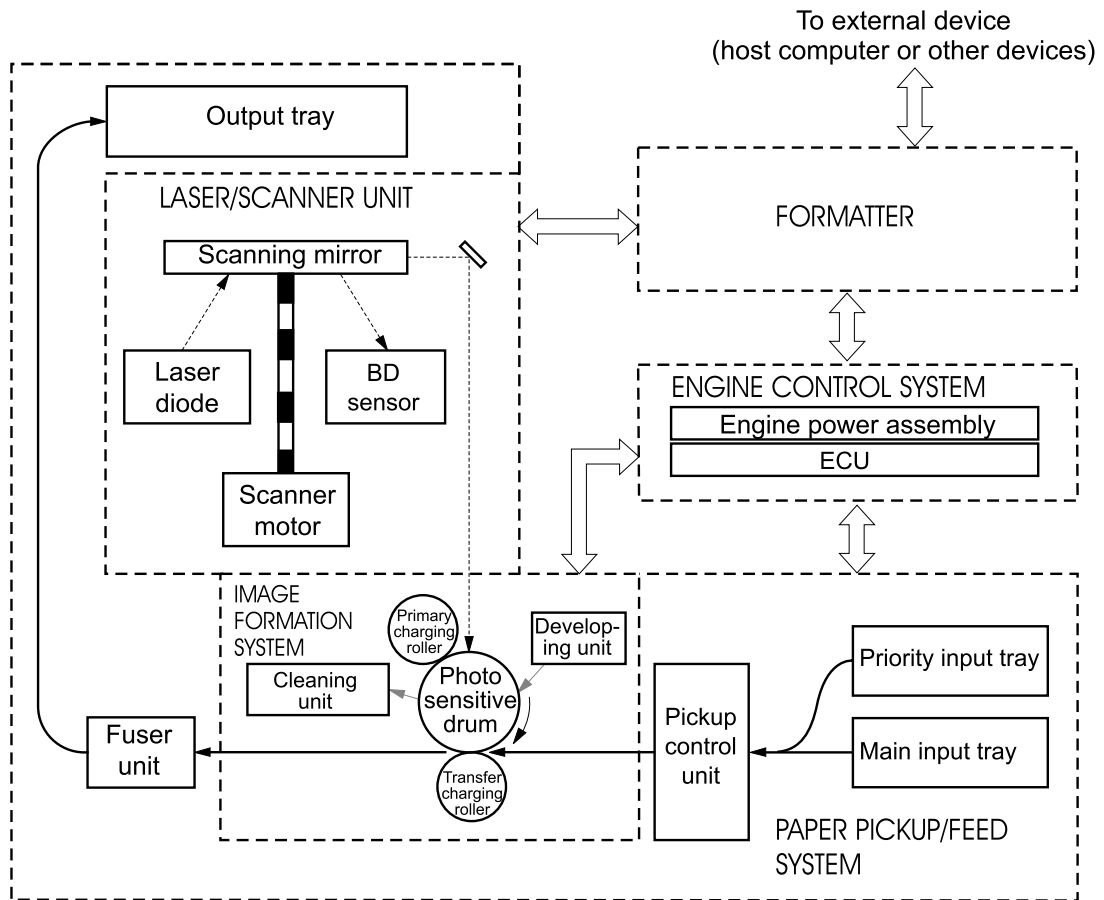 To external device
(host computer or other devices)
Output tray
LASER/SCANNER UNIT
Scanning mirror
Laser
diode
BD
sensor
Scanner
motor
FORMATTER
ENGINE CONTROL SYSTEM
Engine power assembly
ECU
IMAGE
FORMATION
SYSTEM
Primary
charging
roller
Develop-
ing unit
Cleaning
unit
Photo
sensitive
drum
Transfer
charging
roller
Fuser
unit
Pickup
control
unit
Priority input tray
Main input tray
PAPER PICKUP/FEED
SYSTEM